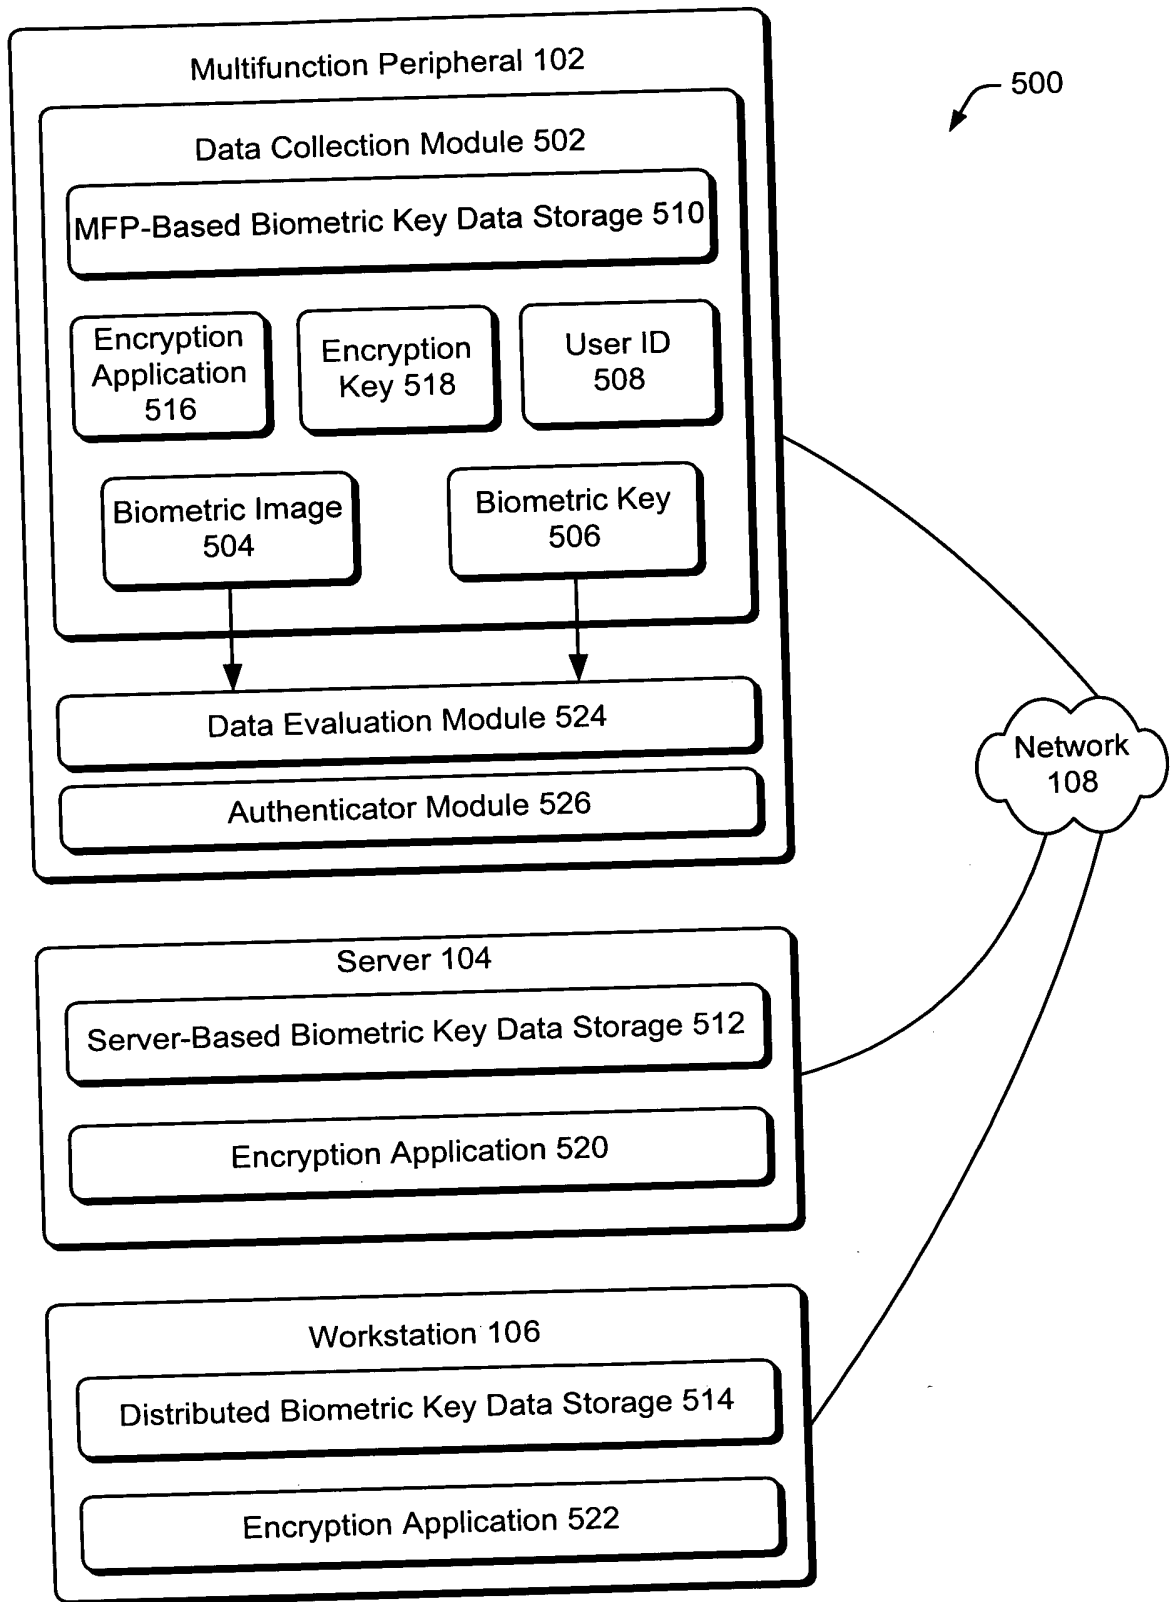 Multifunction Peripheral 102
500
Data Collection Module 502
MFP-Based Biometric Key Data Storage 510
Encryption
Application
516
Encryption
Key 518
User ID
508
Biometric Image
504
Biometric Key
506
Data Evaluation Module 524
Authenticator Module 526
Network
108
Server 104
Server-Based Biometric Key Data Storage 512
Encryption Application 520
Workstation 106
Distributed Biometric Key Data Storage 514
Encryption Application 522